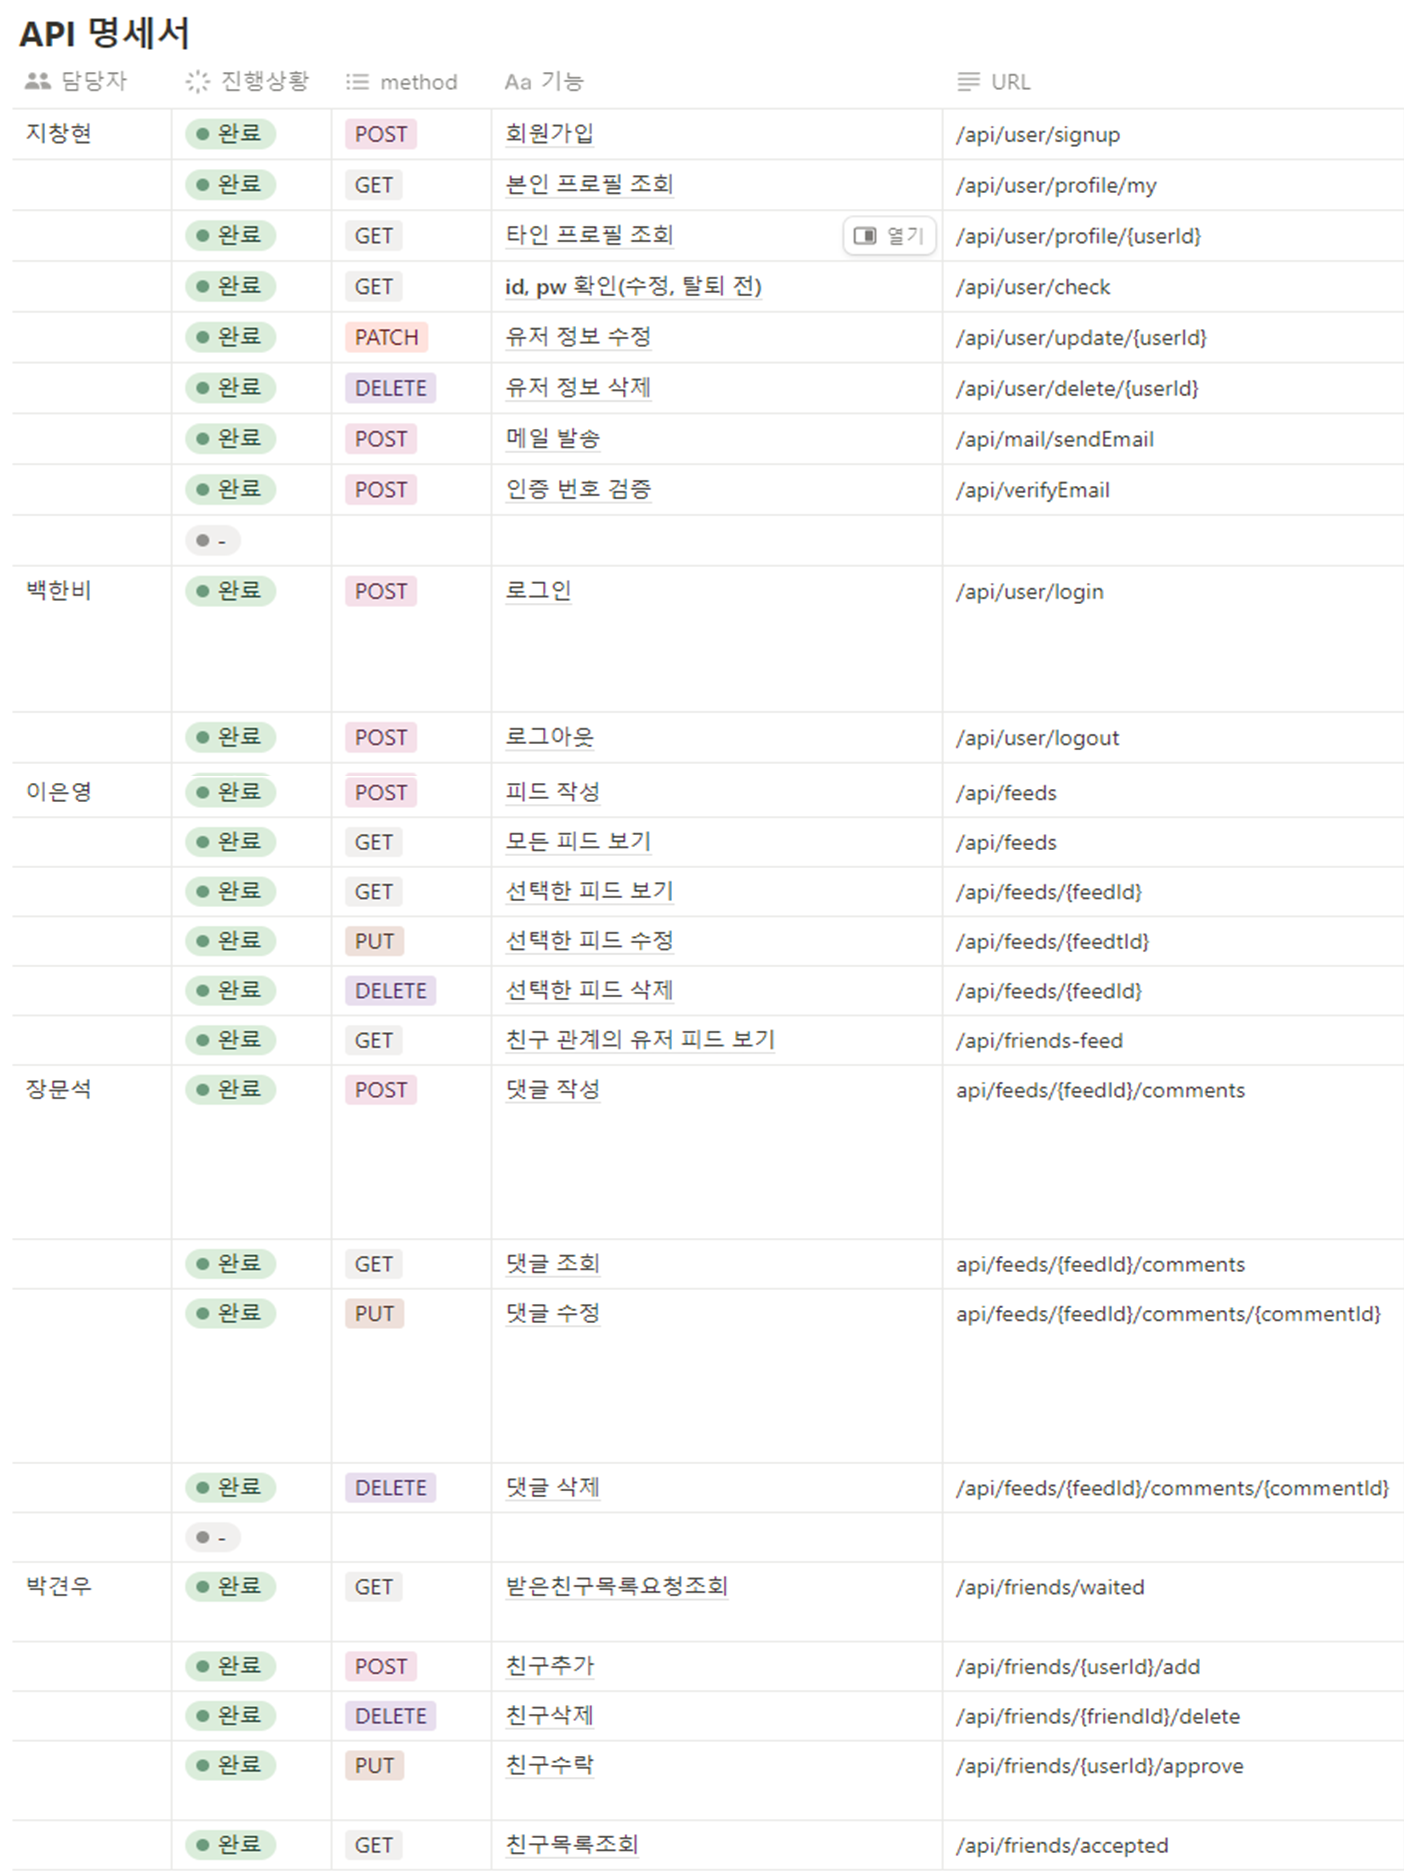 API 명세서
담당자 진행상황 method Aa 기능 URL
지창현 완료 POST 회원가입 /api/user/signup
완료 GET 본인 프로필 조회 /api/user/profile/my
완료 GET 타인 프로필 조회 열기 /api/user/profile/{userId}
완료 GET id, pw 확인(수정, 탈퇴 전) /api/user/check
완료 PATCH 유저 정보 수정 /api/user/update/{userId}
완료 DELETE 유저 정보 삭제 /api/user/delete/{userId}
완료 POST 메일 발송 /api/mail/sendEmail
완료 POST 인증 번호 검증 /api/verifyEmail
-
백한비 완료 POST 로그인 /api/user/login
완료 POST 로그아웃 /api/user/logout
이은영 완료 POST 피드 작성 /api/feeds
완료 GET 모든 피드 보기 /api/feeds
완료 GET 선택한 피드 보기 /api/feeds/{feedId}
완료 PUT 선택한 피드 수정 /api/feeds/{feedtId}
완료 DELETE 선택한 피드 삭제 /api/feeds/{feedId}
완료 GET 친구 관계의 유저 피드 보기 /api/friends-feed
장문석 완료 POST 댓글 작성 api/feeds/{feedId}/comments
완료 GET 댓글 조회 api/feeds/{feedId}/comments
완료 PUT 댓글 수정 api/feeds/{feedId}/comments/{commentId}
완료 DELETE 댓글 삭제 /api/feeds/{feedId}/comments/{commentId}
-
박견우 완료 GET 받은친구목록요청조회 /api/friends/waited
완료 POST 친구추가 /api/friends/{userId}/add
완료 DELETE 친구삭제 /api/friends/{friendId}/delete
완료 PUT 친구수락 /api/friends/{userId}/approve
완료 GET 친구목록조회 /api/friends/accepted